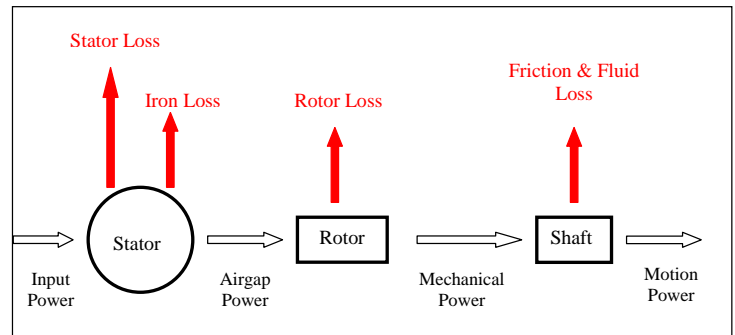 Stator Loss
Iron Loss
Rotor Loss
Friction & Fluid
Loss
Stator
Rotor
Shaft
Input
Power
Airgap
Power
Mechanical
Power
Motion
Power